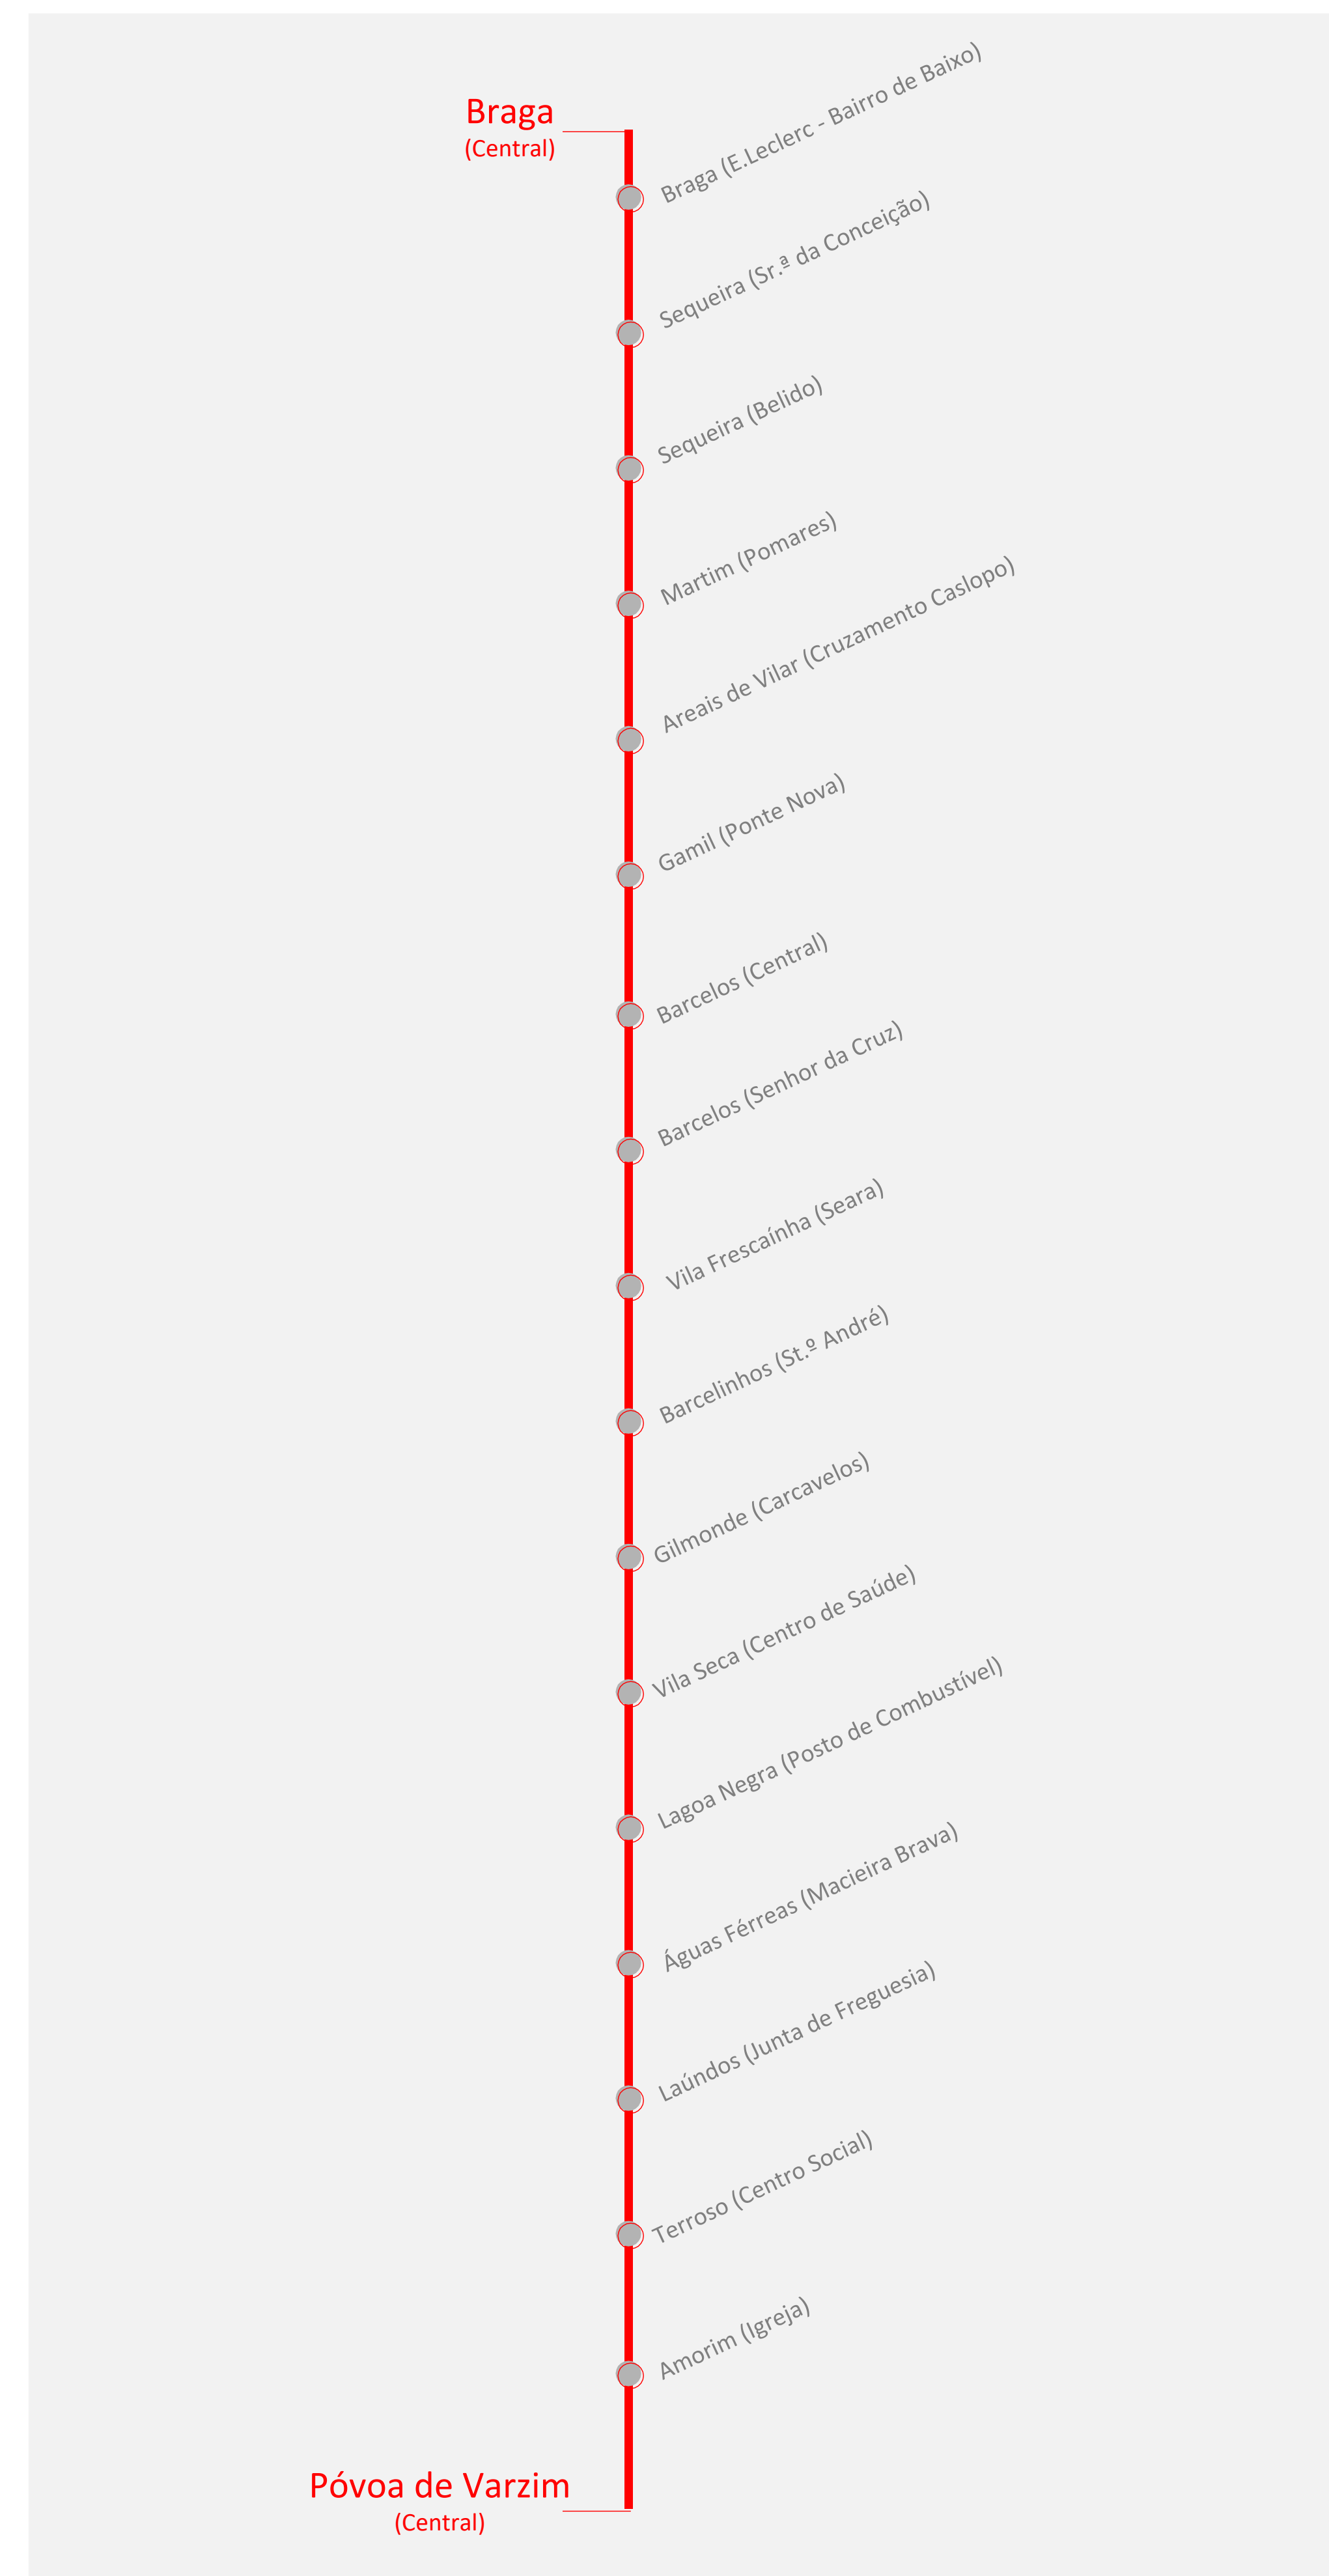 Braga
(Central)
Braga (E.Leclerc - Bairro de Baixo)
Sequeira (Sr.ª da Conceição)
Sequeira (Belido)
Martim (Pomares)
Areais de Vilar (Cruzamento Caslopo)
Gamil (Ponte Nova)
Barcelos (Central)
Barcelos (Senhor da Cruz)
Vila Frescaínha (Seara)
Barcelinhos (St.º André)
Gilmonde (Carcavelos)
Vila Seca (Centro de Saúde)
Lagoa Negra (Posto de Combustível)
Águas Férreas (Macieira Brava)
Laúndos (Junta de Freguesia)
Terroso (Centro Social)
Amorim (Igreja)
Póvoa de Varzim
(Central)